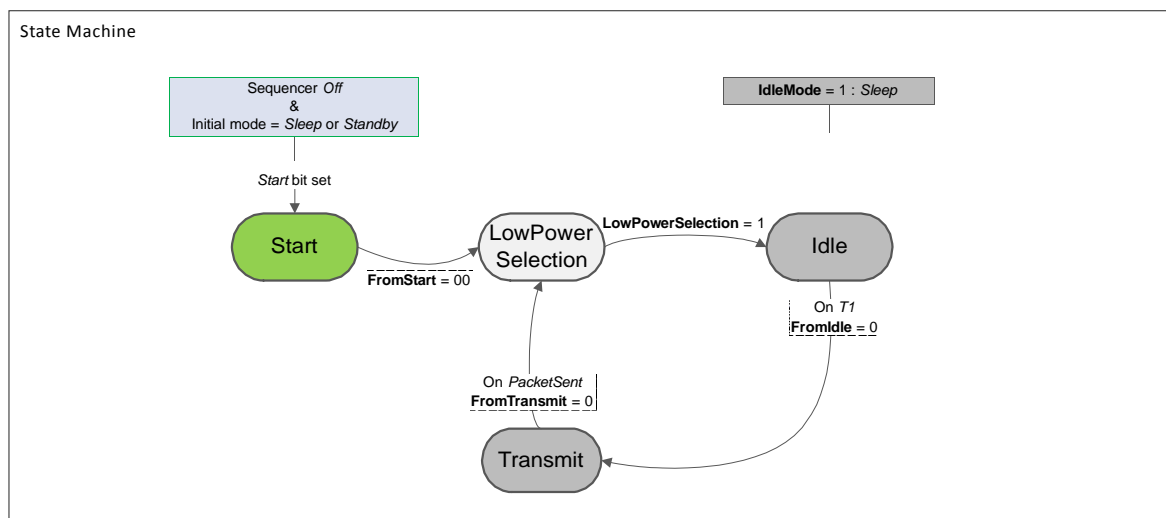 State Machine
Sequencer Off
&
Initial mode = Sleep or Standby
IdleMode = 1 : Sleep
Start bit set
Start
FromStart = 00
LowPower
Selection
LowPowerSelection = 1
Idle
On T1
FromIdle = 0
On PacketSent
FromTransmit = 0
Transmit